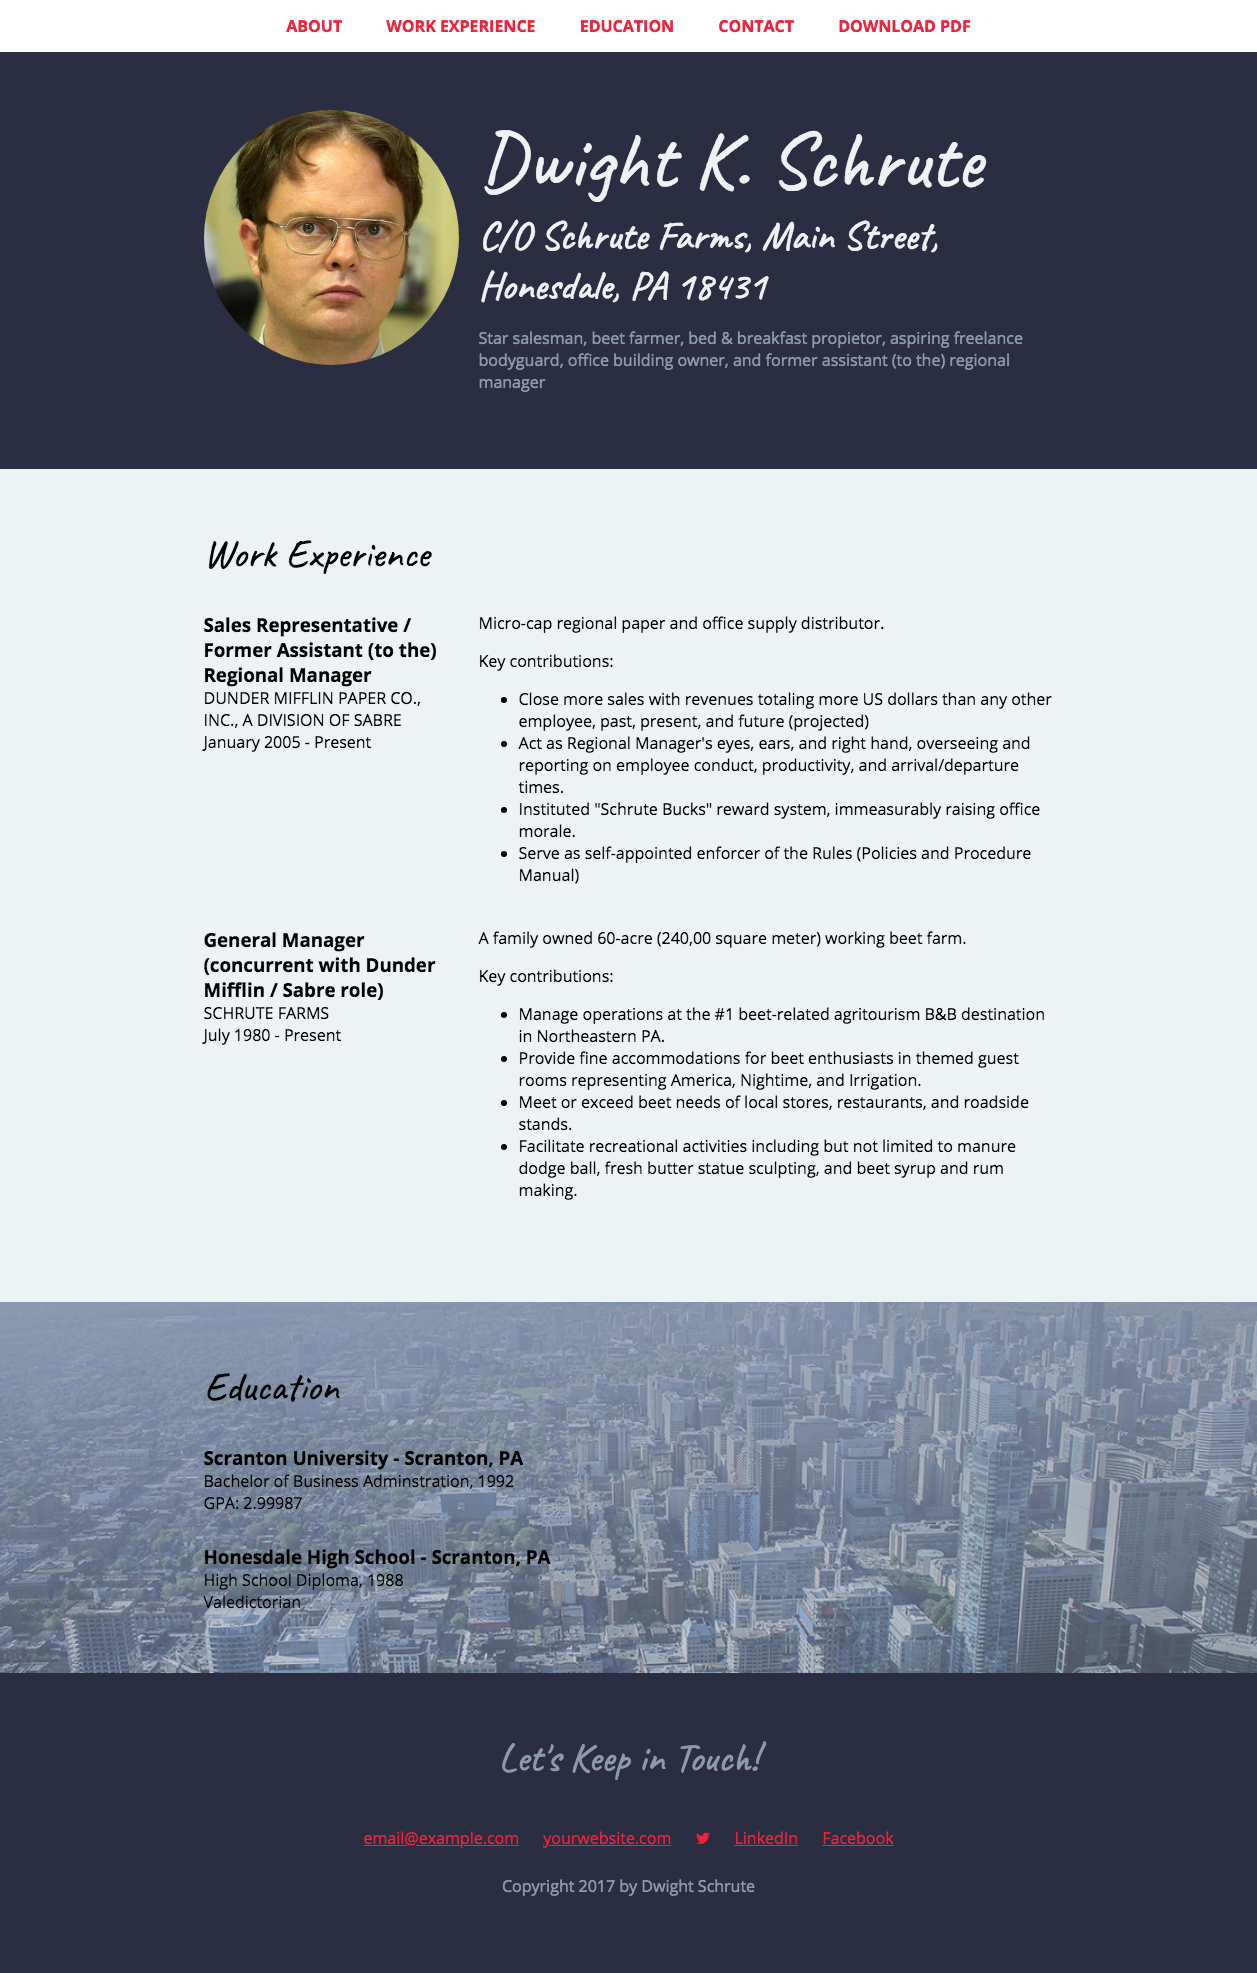 ABOUT WORK EXPERIENCE EDUCATION CONTACT DOWNLOAD PDF
Dwight K. Schrute
C/O Schrute Farms, Main Street,
Honesdale, PA 18431
Star salesman, beet farmer, bed & breakfast propietor, aspiring freelance
bodyguard, office building owner, and former assistant (to the) regional
manager
Work Experience
Sales Representative /
Former Assistant (to the)
Regional Manager
DUNDER MIFFLIN PAPER CO.,
INC., A DIVISION OF SABRE
January 2005 - Present
Micro-cap regional paper and office supply distributor.
Key contributions:
• Close more sales with revenues totaling more US dollars than any other
employee, past, present, and future (projected)
• Act as Regional Manager's eyes, ears, and right hand, overseeing and
reporting on employee conduct, productivity, and arrival/departure
times.
• Instituted "Schrute Bucks" reward system, immeasurably raising office
morale.
• Serve as self-appointed enforcer of the Rules (Policies and Procedure
Manual)
General Manager
(concurrent with Dunder
Mifflin / Sabre role)
SCHRUTE FARMS
July 1980 - Present
A family owned 60-acre (240,00 square meter) working beet farm.
Key contributions:
• Manage operations at the #1 beet-related agritourism B&B destination
in Northeastern PA.
• Provide fine accommodations for beet enthusiasts in themed guest
rooms representing America, Nightime, and Irrigation.
• Meet or exceed beet needs of local stores, restaurants, and roadside
stands.
• Facilitate recreational activities including but not limited to manure
dodge ball, fresh butter statue sculpting, and beet syrup and rum
making.
Education
Scranton University - Scranton, PA
Bachelor of Business Adminstration, 1992
GPA: 2.99987
Honesdale High School - Scranton, PA
High School Diploma, 1988
Valedictorian
Let's Keep in Touch!
email@example.com yourwebsite.com LinkedIn Facebook
Copyright 2017 by Dwight Schrute